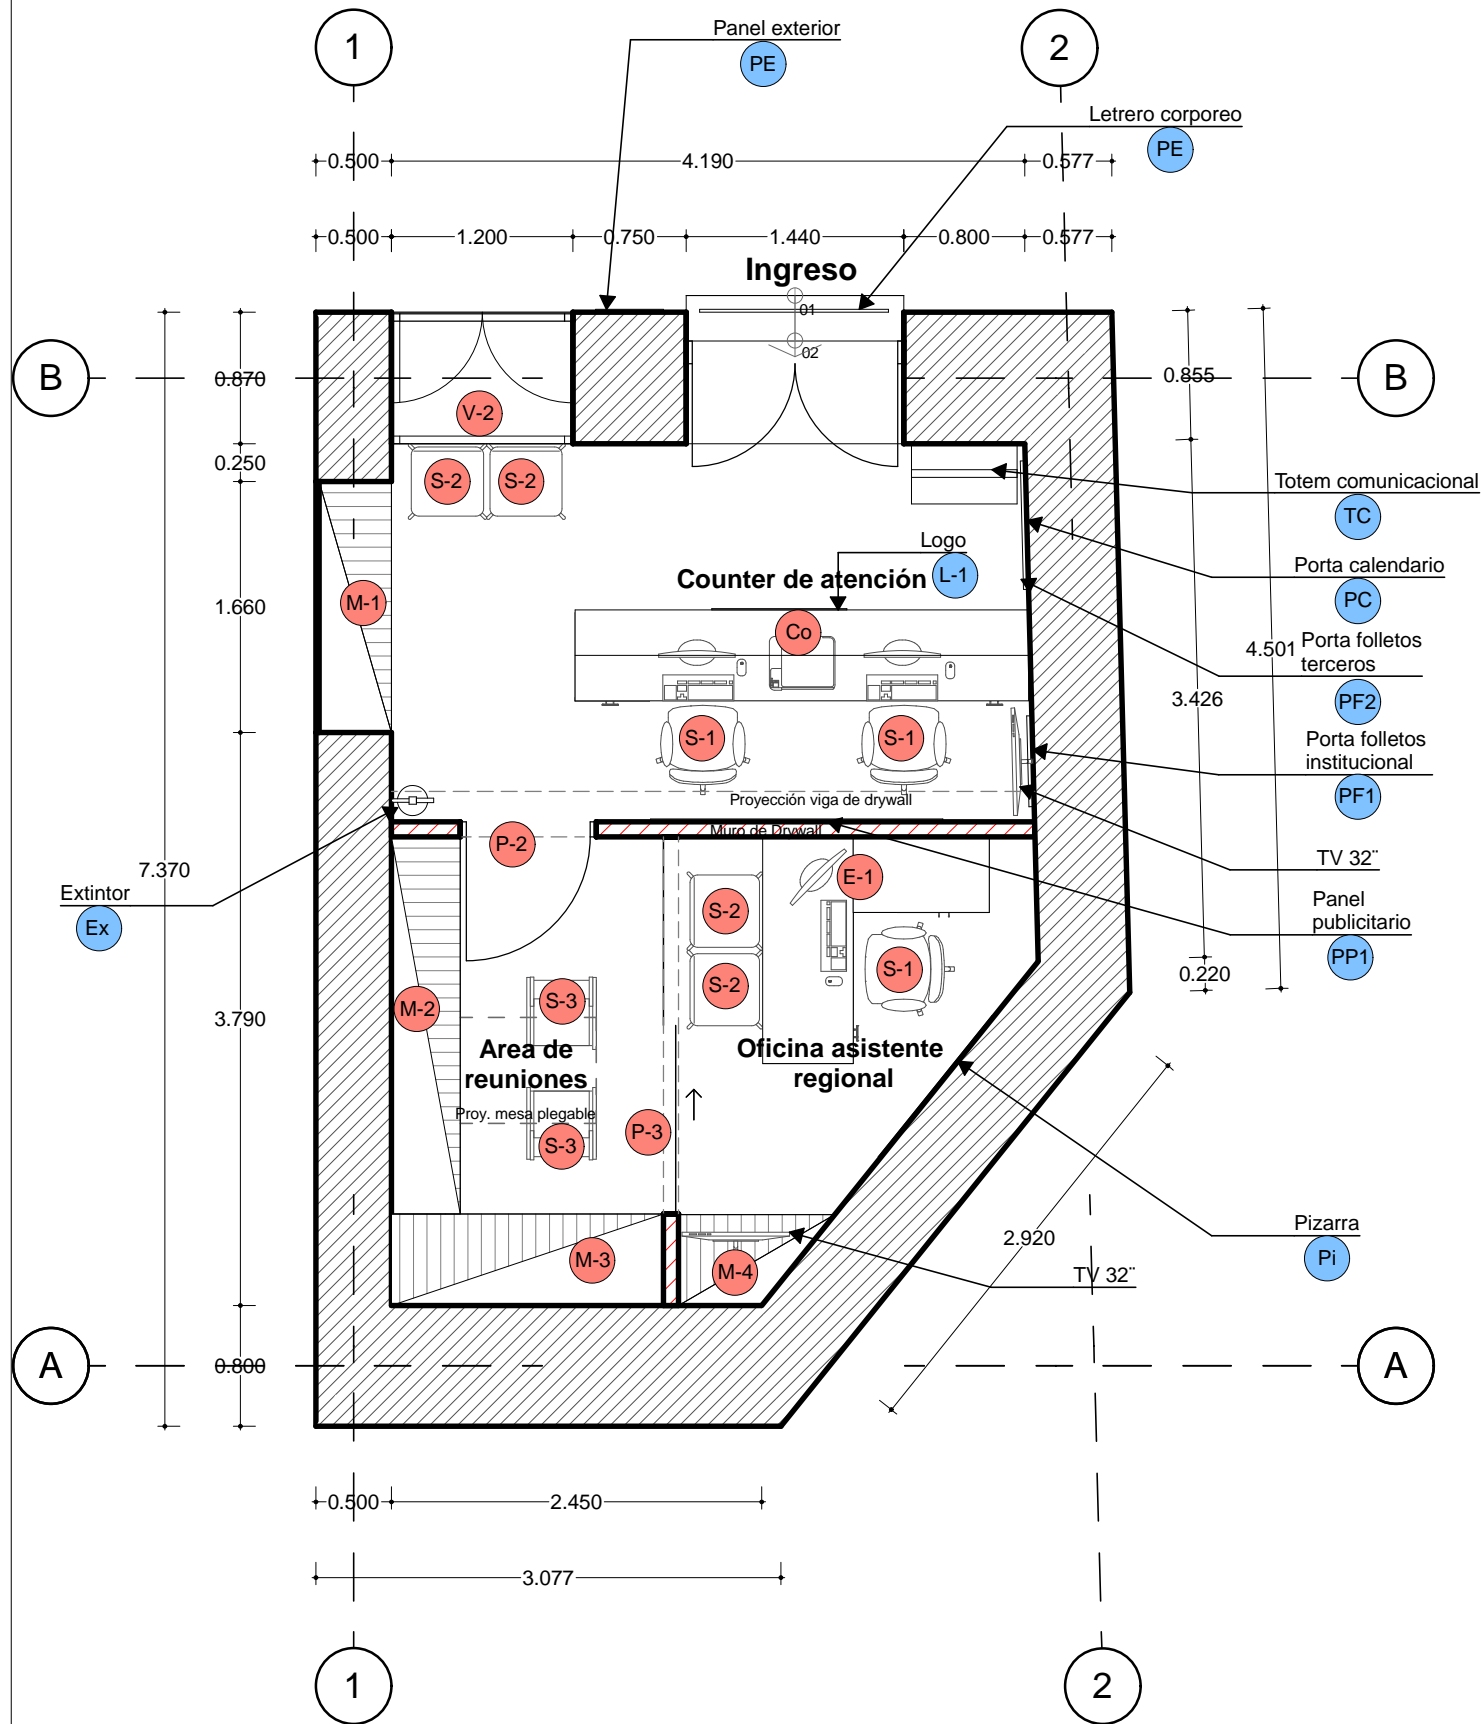 1
2
Panel exterior
PE
Letrero corporeo
PE
0.500
4.190
0.577
0.500
1.200
0.750
1.440
0.800
0.577
Ingreso
01
02
B
B
0.870
0.855
V-2
0.250
S-2
S-2
Totem comunicacional
TC
Logo
L-1
Counter de atención
Porta calendario
PC
M-1
1.660
Co
4.501
Porta folletos
terceros
PF2
3.426
S-1
S-1
Porta folletos
institucional
PF1
Proyección viga de drywall
Muro de Drywall
P-2
7.370
TV 32¨
E-1
Extintor
Ex
S-2
Panel
publicitario
PP1
S-1
0.220
S-2
S-3
M-2
3.790
Area de
reuniones
Oficina asistente
regional
Proy. mesa plegable
P-3
S-3
2.920
Pizarra
Pi
M-3
M-4
TV 32¨
A
0.800
A
0.500
2.450
3.077
1
2